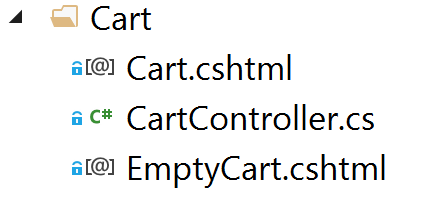 Cart
[@] Cart.cshtml
C# CartController.cs
[@] EmptyCart.cshtml